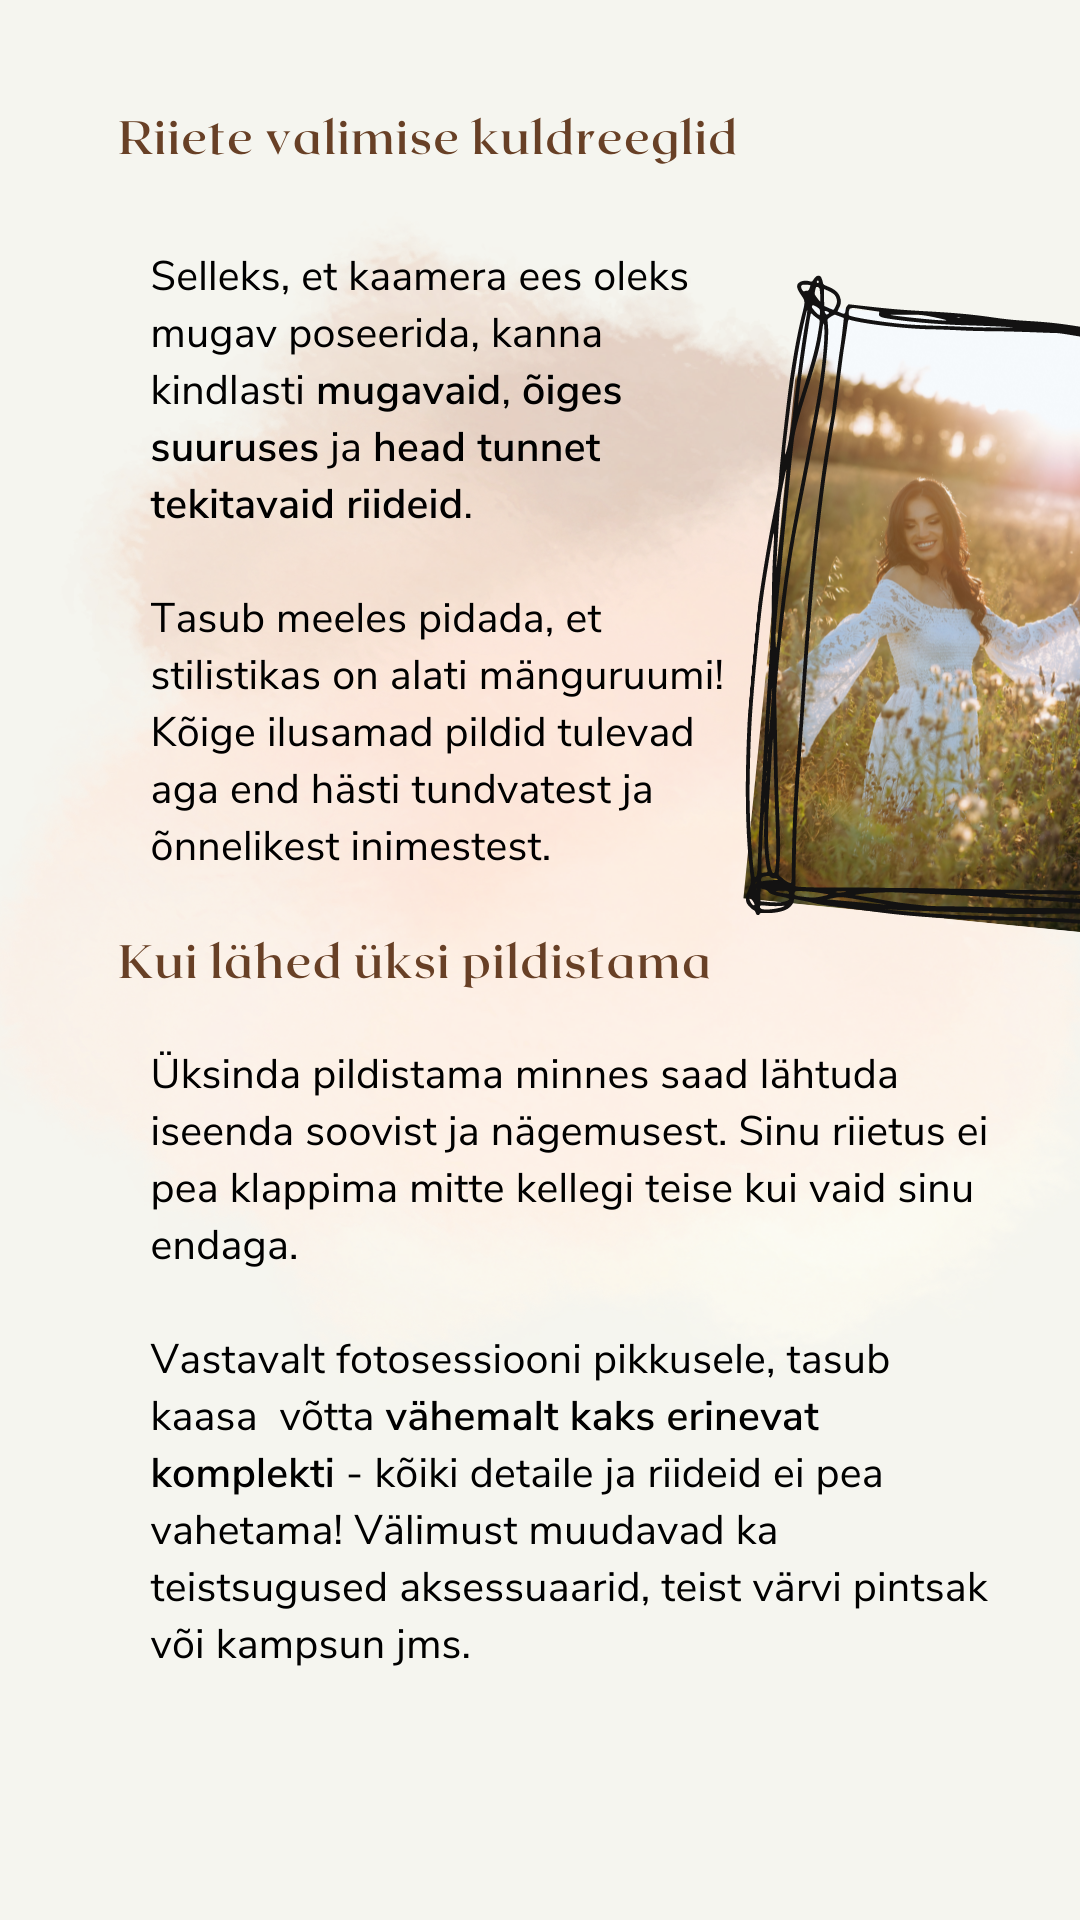 Riiete valimise kuldreeglid
Selleks, et kaamera ees oleks
mugav poseerida, kanna
kindlasti mugavaid, õiges
suuruses ja head tunnet
tekitavaid riideid.
Tasub meeles pidada, et
stilistikas on alati mänguruumi!
Kõige ilusamad pildid tulevad
aga end hästi tundvatest ja
õnnelikest inimestest.
Kui lähed üksi pildistama
Üksinda pildistama minnes saad lähtuda
iseenda soovist ja nägemusest. Sinu riietus ei
pea klappima mitte kellegi teise kui vaid sinu
endaga.
Vastavalt fotosessiooni pikkusele, tasub
kaasa  võtta vähemalt kaks erinevat
komplekti - kõiki detaile ja riideid ei pea
vahetama! Välimust muudavad ka
teistsugused aksessuaarid, teist värvi pintsak
või kampsun jms.